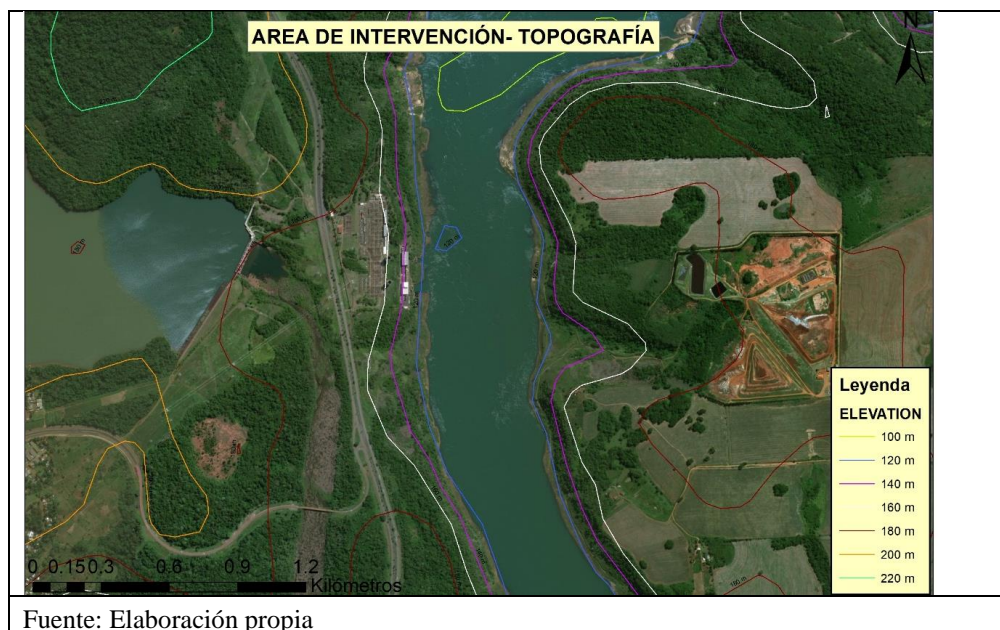 AREA DE INTERVENCIÓN- TOPOGRAFÍA
N
Leyenda
ELEVATION
100 m
120 m
140 m
160 m
180 m
200 m
220 m
0 0.15 0.3 0.6 0.9 1.2
Kilómetros
Fuente: Elaboración propia